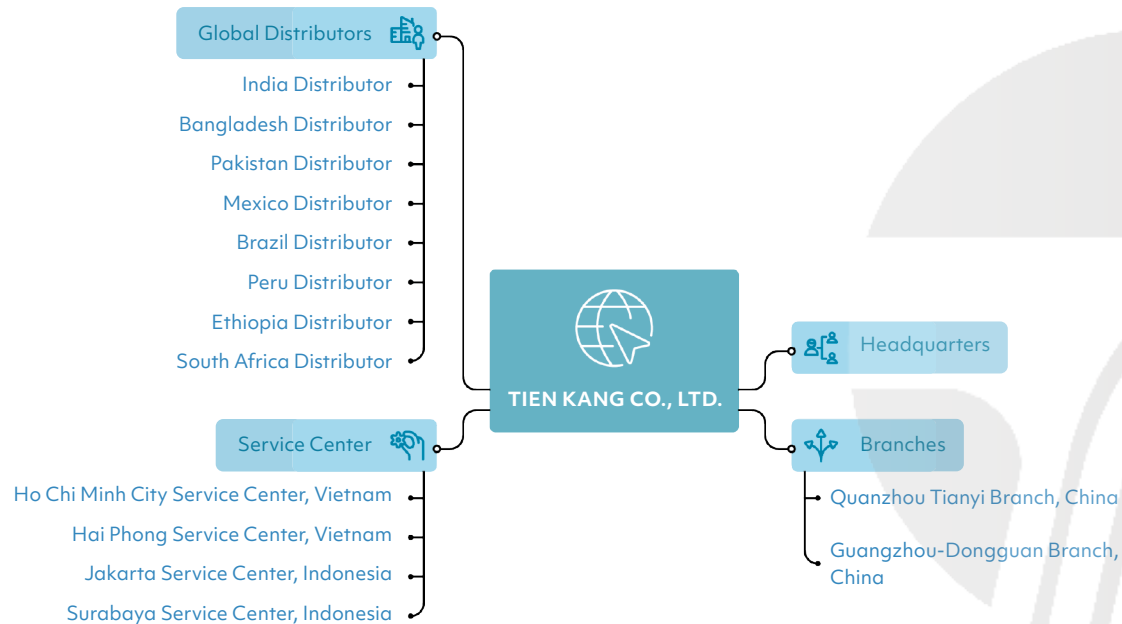 Global Distributors
India Distributor
Bangladesh Distributor
Pakistan Distributor
Mexico Distributor
Brazil Distributor
Peru Distributor
Ethiopia Distributor
South Africa Distributor
TIEN KANG CO., LTD.
Headquarters
Service Center
Ho Chi Minh City Service Center, Vietnam
Hai Phong Service Center, Vietnam
Jakarta Service Center, Indonesia
Surabaya Service Center, Indonesia
Branches
Quanzhou Tianyi Branch, China
Guangzhou-Dongguan Branch,
China